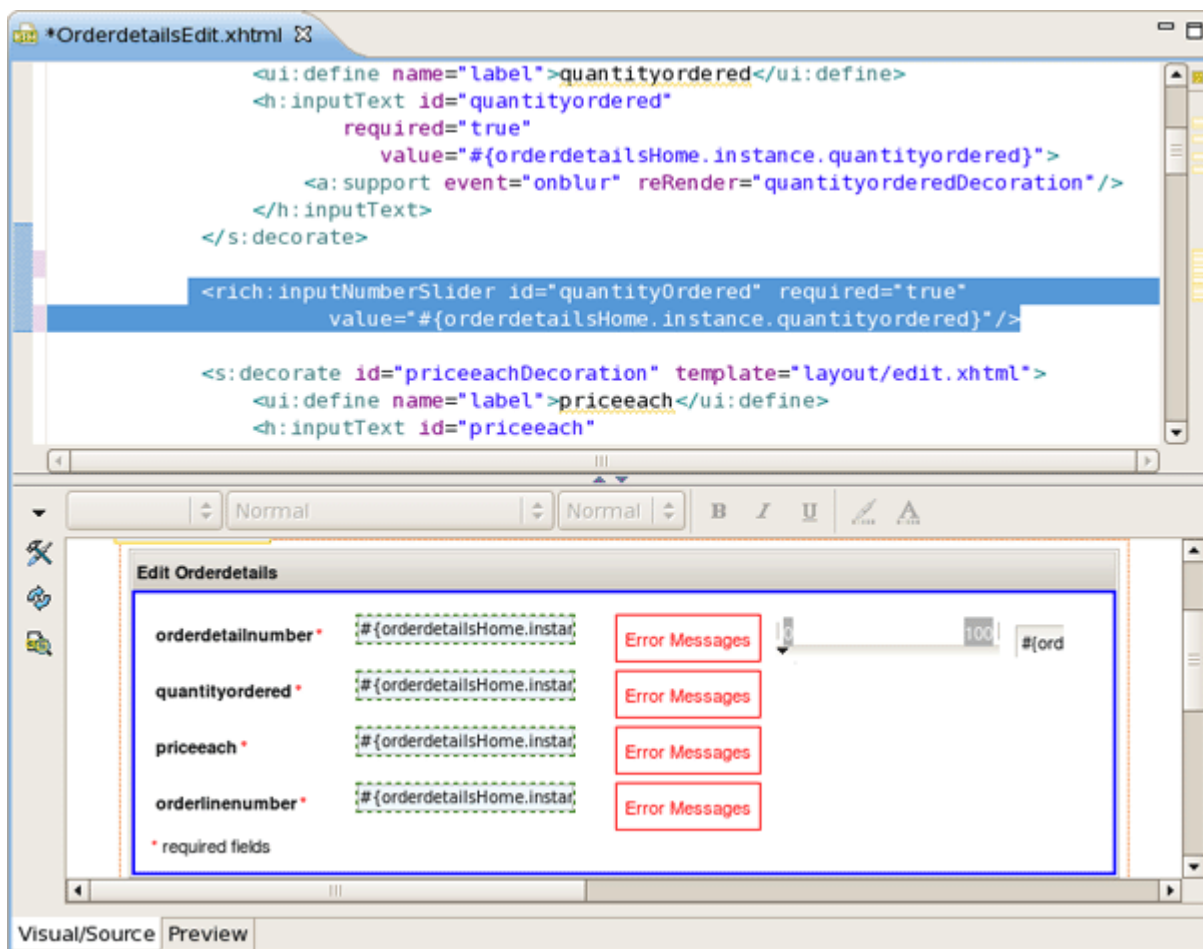 *OrderdetailsEdit.xhtml
<ui:define name="label">quantityordered</ui:define>
<h:inputText id="quantityordered"
required="true"
value="#{orderdetailsHome.instance.quantityordered}">
<a:support event="onblur" reRender="quantityorderedDecoration"/>
</h:inputText>
</s:decorate>
<rich:inputNumberSlider id="quantityOrdered" required="true"
value="#{orderdetailsHome.instance.quantityordered}"/>
<s:decorate id="priceeachDecoration" template="layout/edit.xhtml">
<ui:define name="label">priceeach</ui:define>
<h:inputText id="priceeach"
Normal Normal B I U A
Edit Orderdetails
orderdetailnumber* #{orderdetailsHome.instar Error Messages 0 100 #{ord
quantityordered* #{orderdetailsHome.instar Error Messages
priceeach* #{orderdetailsHome.instar Error Messages
orderlinenumber* #{orderdetailsHome.instar Error Messages
* required fields
Visual/Source Preview